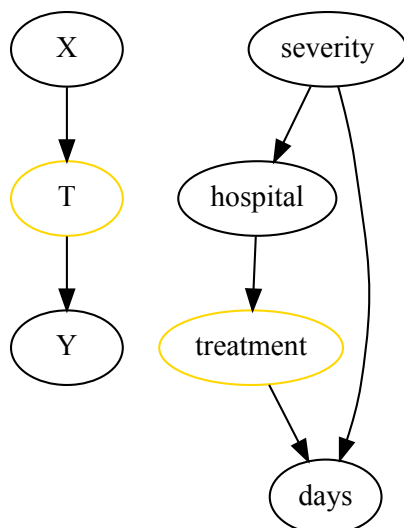 X
T
Y
severity
hospital
treatment
days